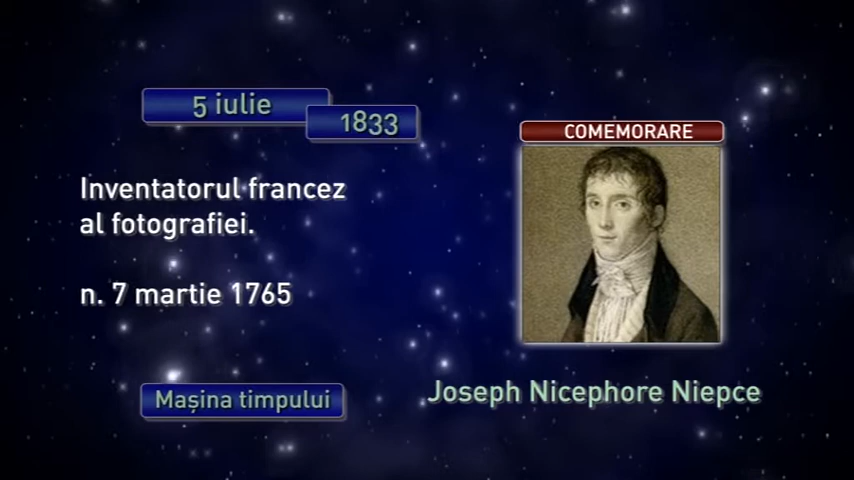 5 iulie
1833
COMEMORARE
Inventatorul francez
al fotografiei.
n. 7 martie 1765
Mașina timpului
Joseph Nicephore Niepce